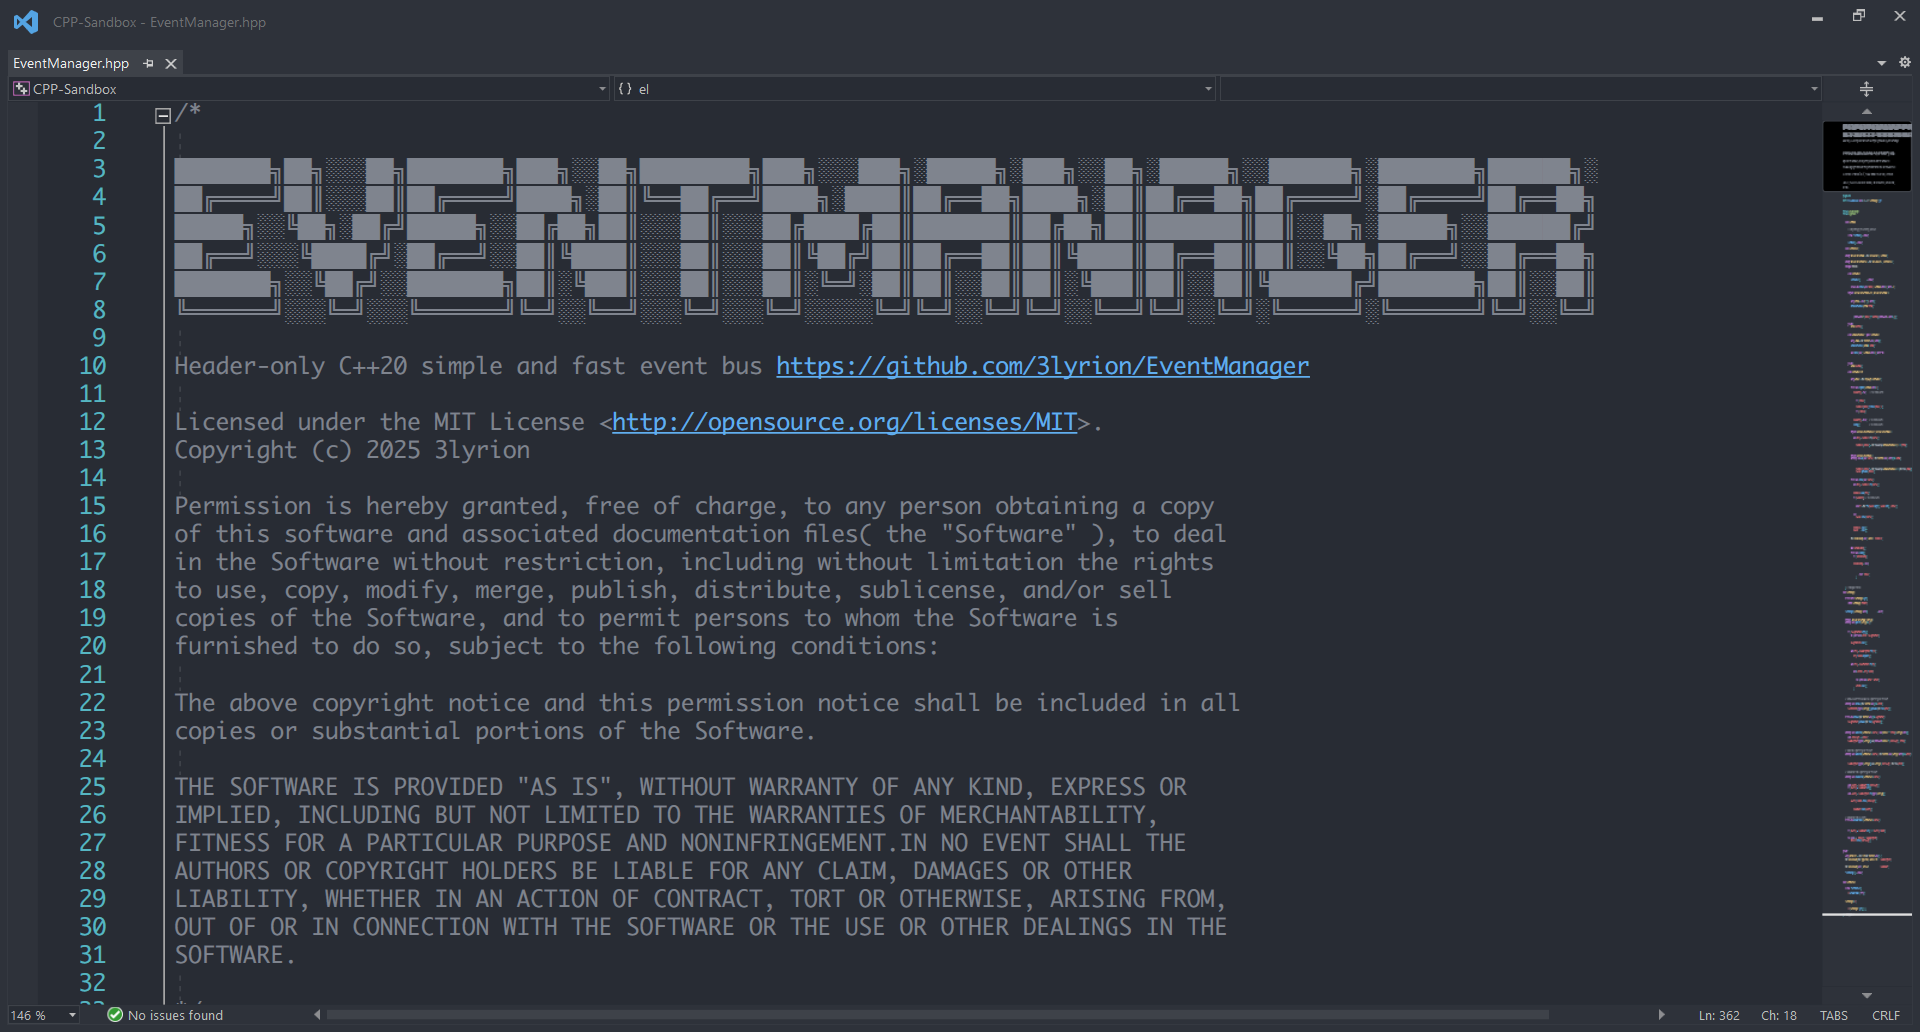 CPP-Sandbox - EventManager.hpp
EventManager.hpp
CPP-Sandbox
{ } el
1 /*
2
3
4
5
6
7
8
9
10 Header-only C++20 simple and fast event bus https://github.com/3lyrion/EventManager
11
12 Licensed under the MIT License <http://opensource.org/licenses/MIT>.
13 Copyright (c) 2025 3lyrion
14
15 Permission is hereby granted, free of charge, to any person obtaining a copy
16 of this software and associated documentation files( the "Software" ), to deal
17 in the Software without restriction, including without limitation the rights
18 to use, copy, modify, merge, publish, distribute, sublicense, and/or sell
19 copies of the Software, and to permit persons to whom the Software is
20 furnished to do so, subject to the following conditions:
21
22 The above copyright notice and this permission notice shall be included in all
23 copies or substantial portions of the Software.
24
25 THE SOFTWARE IS PROVIDED "AS IS", WITHOUT WARRANTY OF ANY KIND, EXPRESS OR
26 IMPLIED, INCLUDING BUT NOT LIMITED TO THE WARRANTIES OF MERCHANTABILITY,
27 FITNESS FOR A PARTICULAR PURPOSE AND NONINFRINGEMENT.IN NO EVENT SHALL THE
28 AUTHORS OR COPYRIGHT HOLDERS BE LIABLE FOR ANY CLAIM, DAMAGES OR OTHER
29 LIABILITY, WHETHER IN AN ACTION OF CONTRACT, TORT OR OTHERWISE, ARISING FROM,
30 OUT OF OR IN CONNECTION WITH THE SOFTWARE OR THE USE OR OTHER DEALINGS IN THE
31 SOFTWARE.
32
146 % No issues found Ln: 362 Ch: 18 TABS CRLF